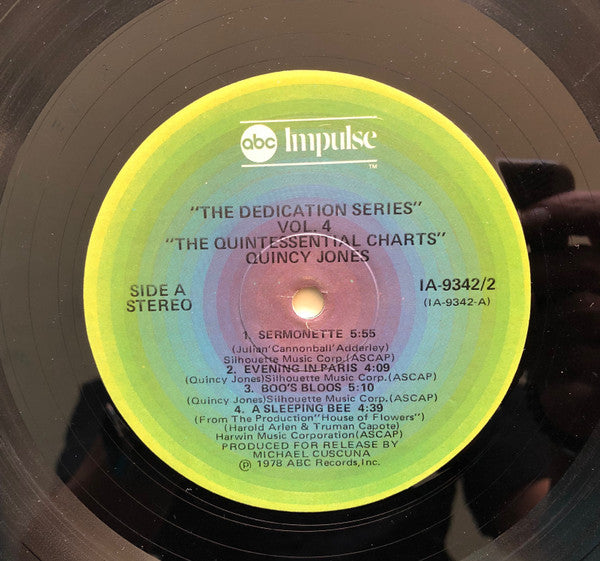 abc Impulse
TM
"THE DEDICATION SERIES"
VOL. 4
"THE QUINTESSENTIAL CHARTS"
QUINCY JONES
SIDE A
STEREO
IA-9342/2
(IA-9342-A)
1. SERMONETTE 5:55
(Julian'Cannonball'Adderley)
Silhouette Music Corp.(ASCAP)
2. EVENING IN PARIS 4:09
(Quincy Jones)Silhouette Music Corp.(ASCAP)
3. BOO'S BLOOS 5:10
(Quincy Jones)Silhouette Music Corp.(ASCAP)
4. A SLEEPING BEE 4:39
(From The Production"House of Flowers")
(Harold Arlen & Truman Capote)
Harwin Music Corporation(ASCAP)
PRODUCED FOR RELEASE BY
MICHAEL CUSCUNA
℗ 1978 ABC Records, Inc.